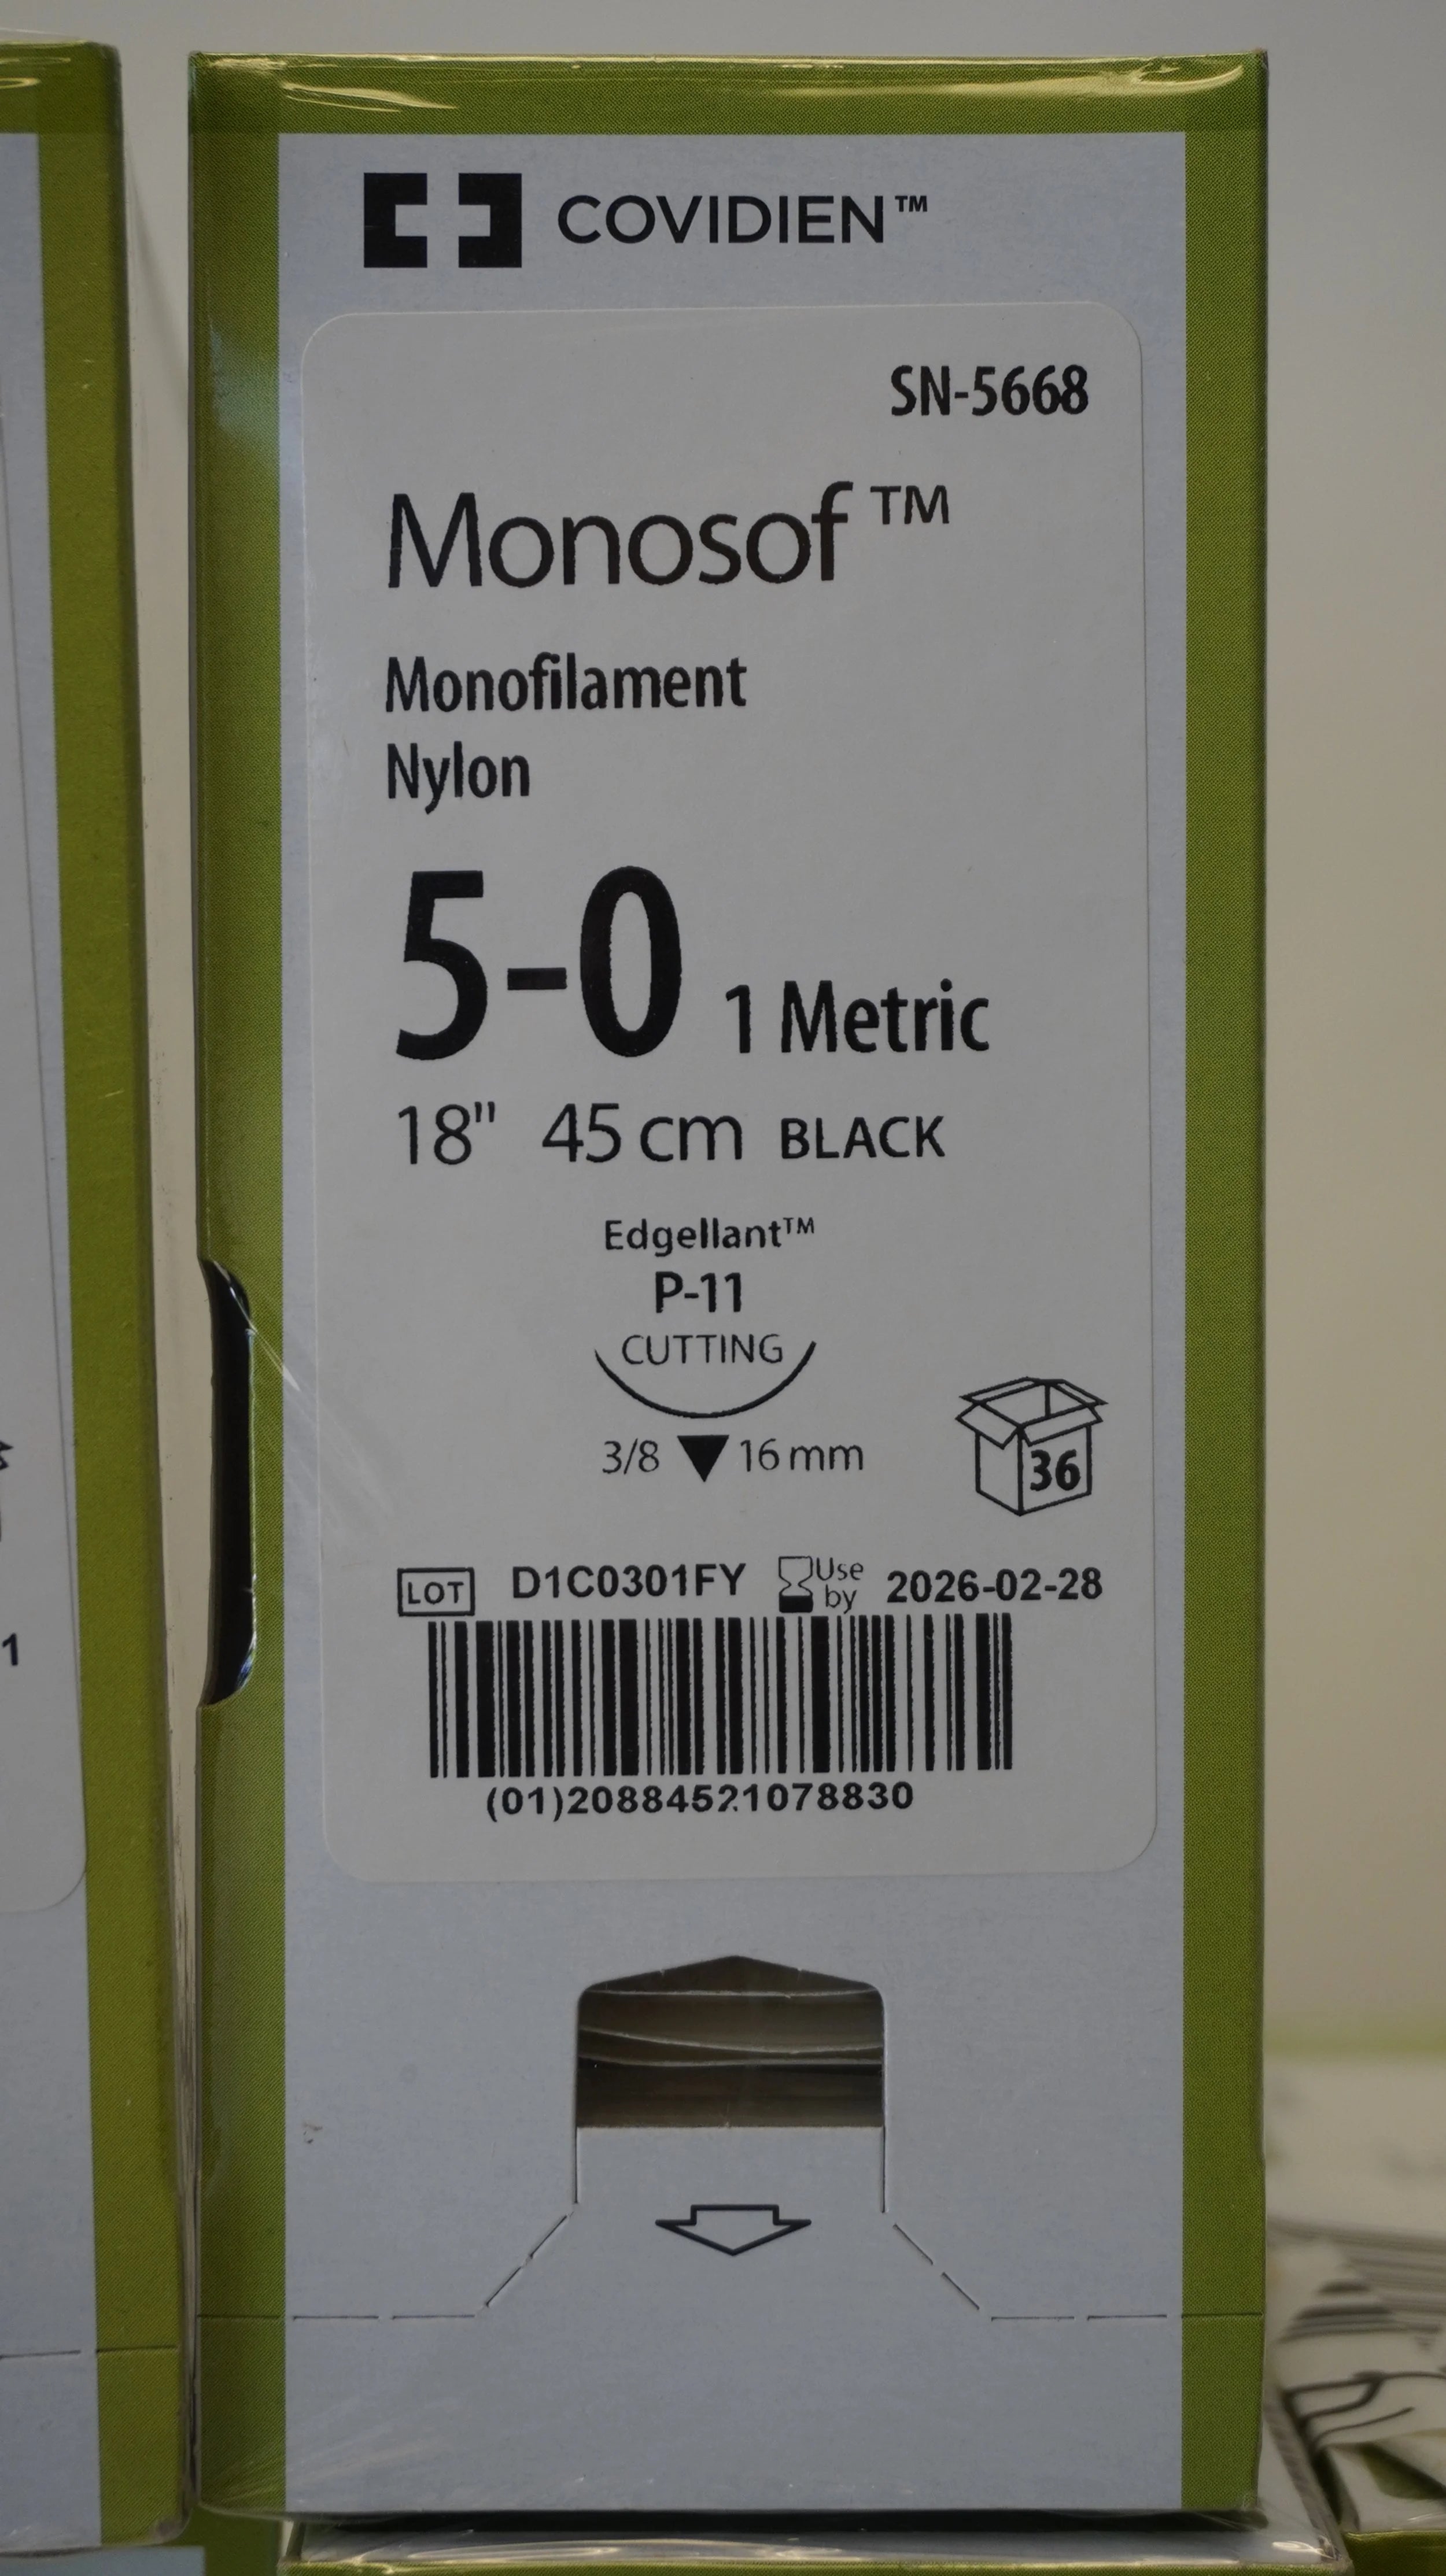 COVIDIEN™
SN-5668
Monosof™
Monofilament
Nylon
5-0 1 Metric
18" 45 cm BLACK
Edgellant™
P-11
CUTTING
3/8 16 mm
36
LOT D1C0301FY Use by 2026-02-28
(01)20884521078830
1